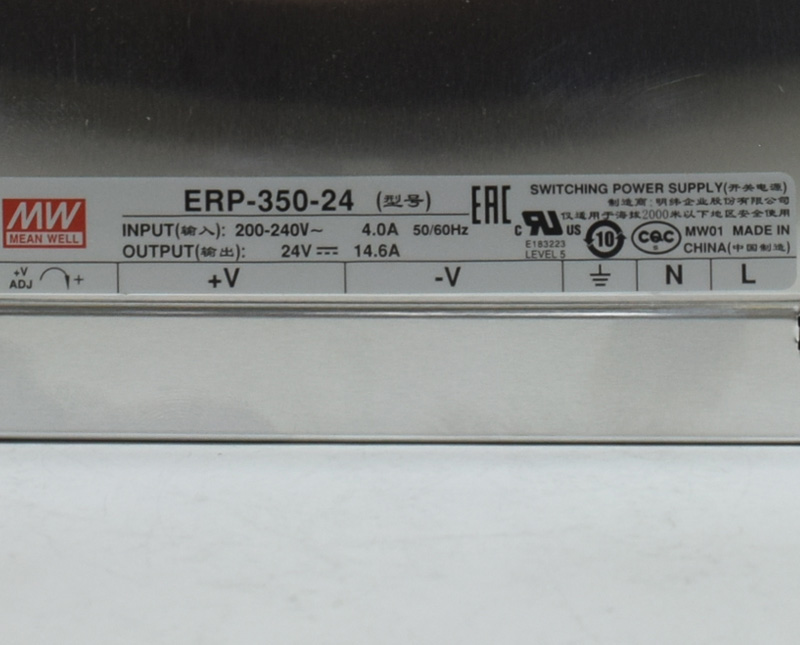 MW
MEAN WELL
ERP-350-24 (型号)
INPUT(输入): 200-240V~ 4.0A 50/60Hz
OUTPUT(输出): 24V⎓ 14.6A
EAC
SWITCHING POWER SUPPLY(开关电源)
制造商:明纬企业股份有限公司
仅适用于海拔2000米以下地区安全使用
C US
E183223
LEVEL 5
10
CQC
MW01 MADE IN
CHINA(中国制造)
+V
ADJ +
+V -V N L